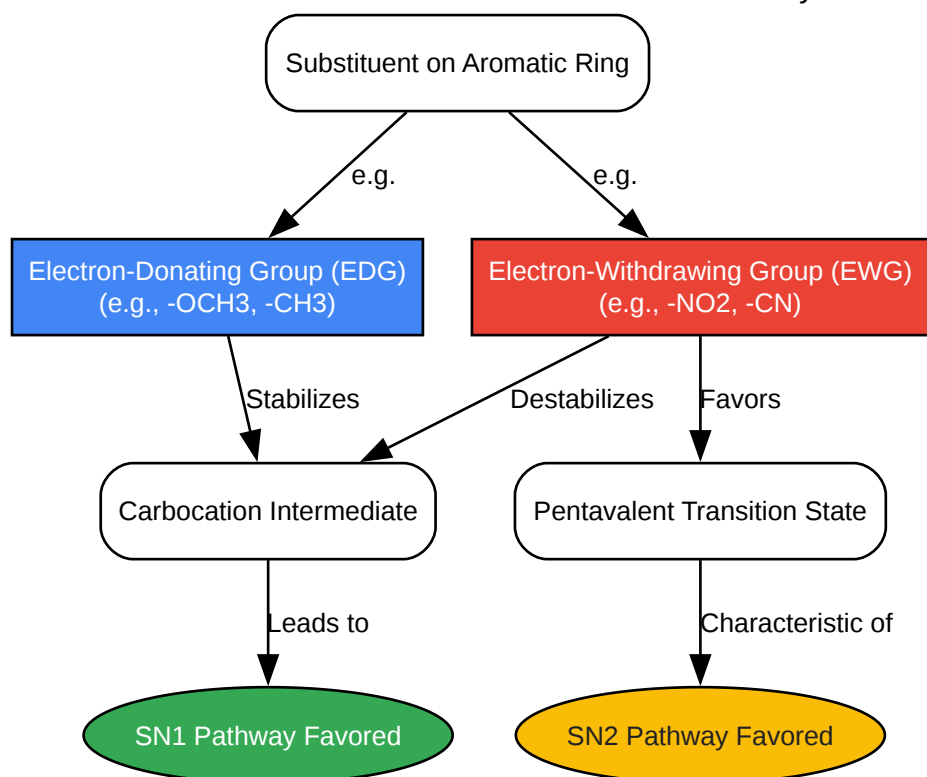 Substituent on Aromatic Ring
e.g.
e.g.
Electron-Donating Group (EDG)
(e.g., -OCH3, -CH3)
Electron-Withdrawing Group (EWG)
(e.g., -NO2, -CN)
Stabilizes
Destabilizes
Favors
Carbocation Intermediate
Pentavalent Transition State
Leads to
Characteristic of
SN1 Pathway Favored
SN2 Pathway Favored